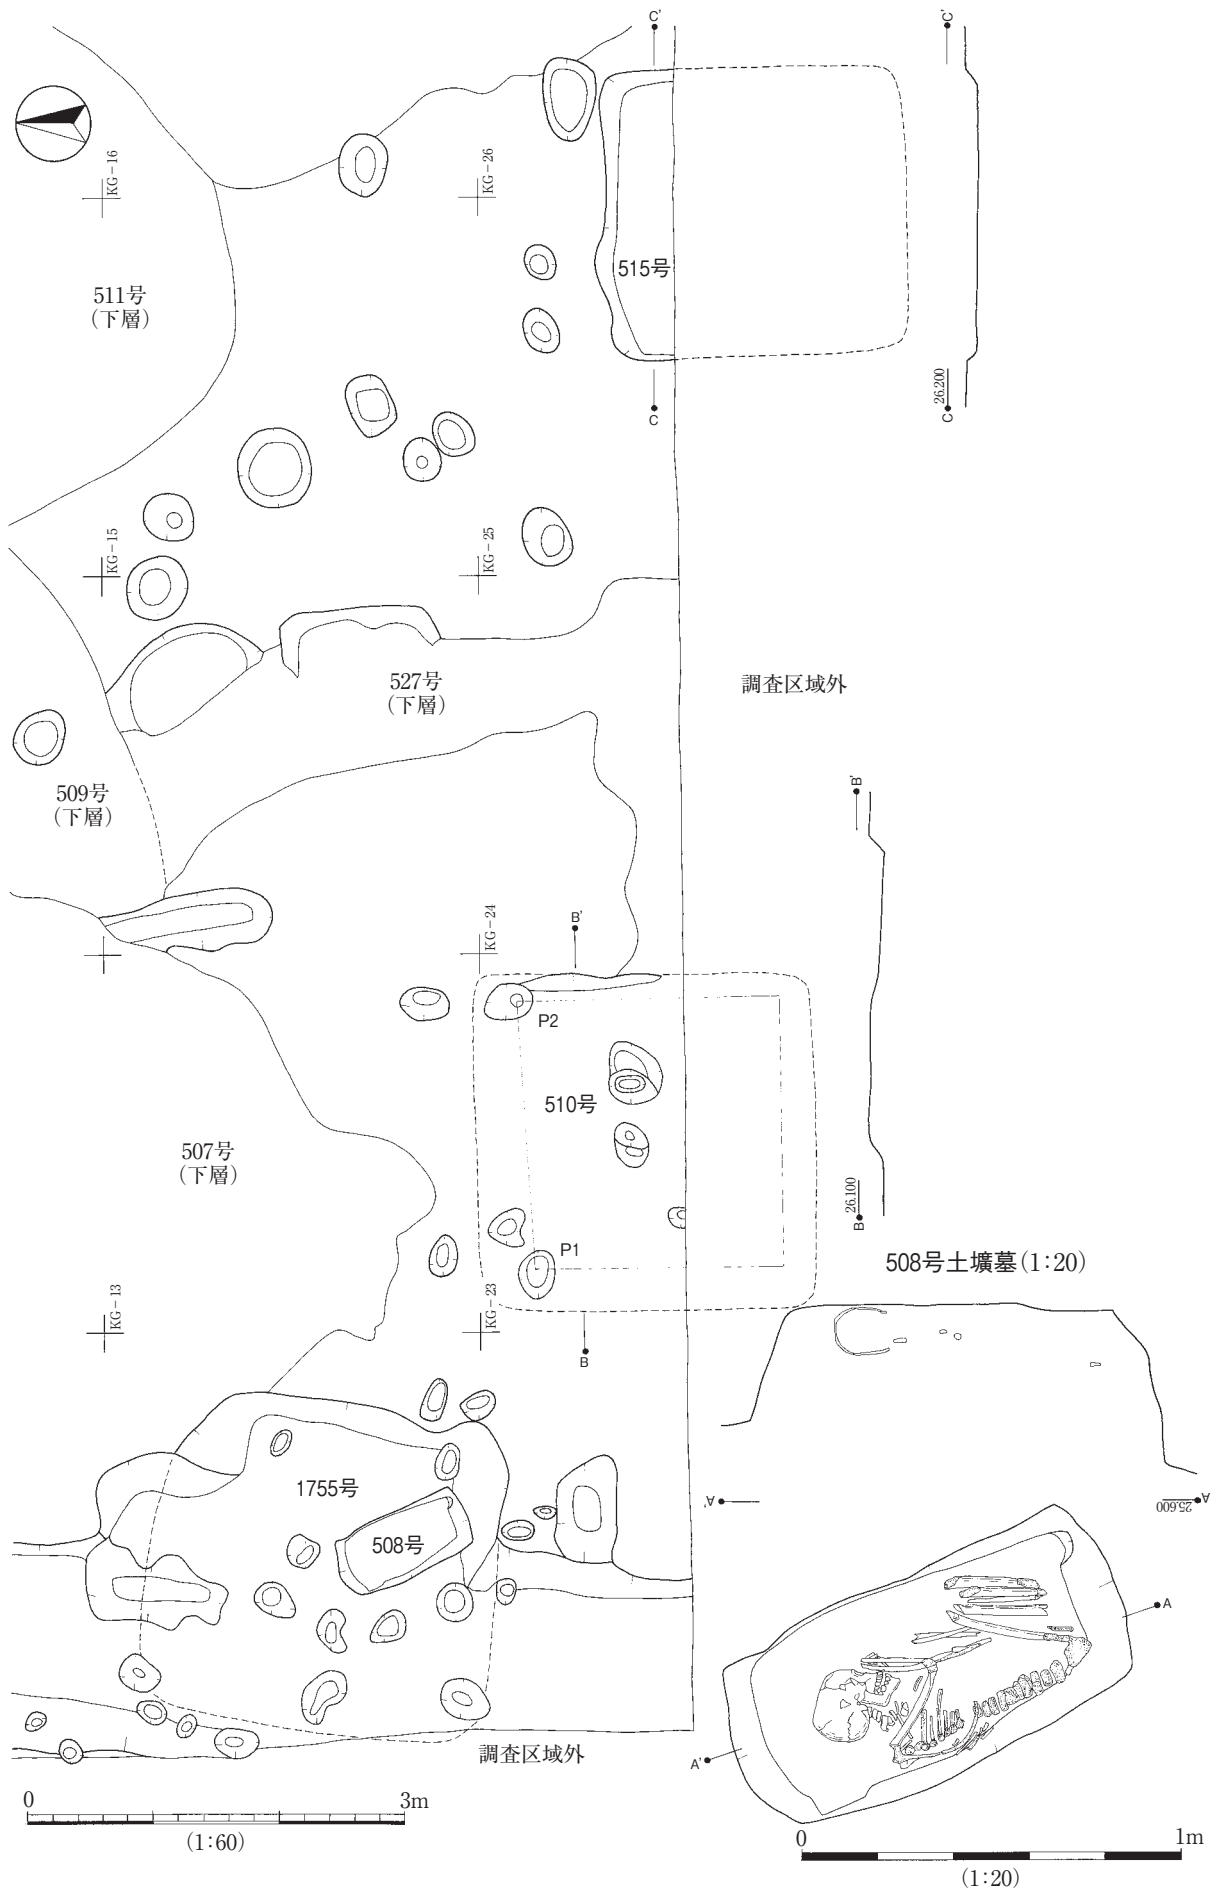 C'
C'
KG-16
KG-26
515号
511号
(下層)
C
26.200
C
KG-15
KG-25
527号
(下層)
調査区域外
509号
(下層)
B'
B'
KG-24
P2
510号
507号
(下層)
26.100
B
P1
508号土壙墓(1:20)
KG-13
KG-23
B
1755号
508号
A'
A
25.600
A
A'
調査区域外
0 3m
(1:60)
0 1m
(1:20)